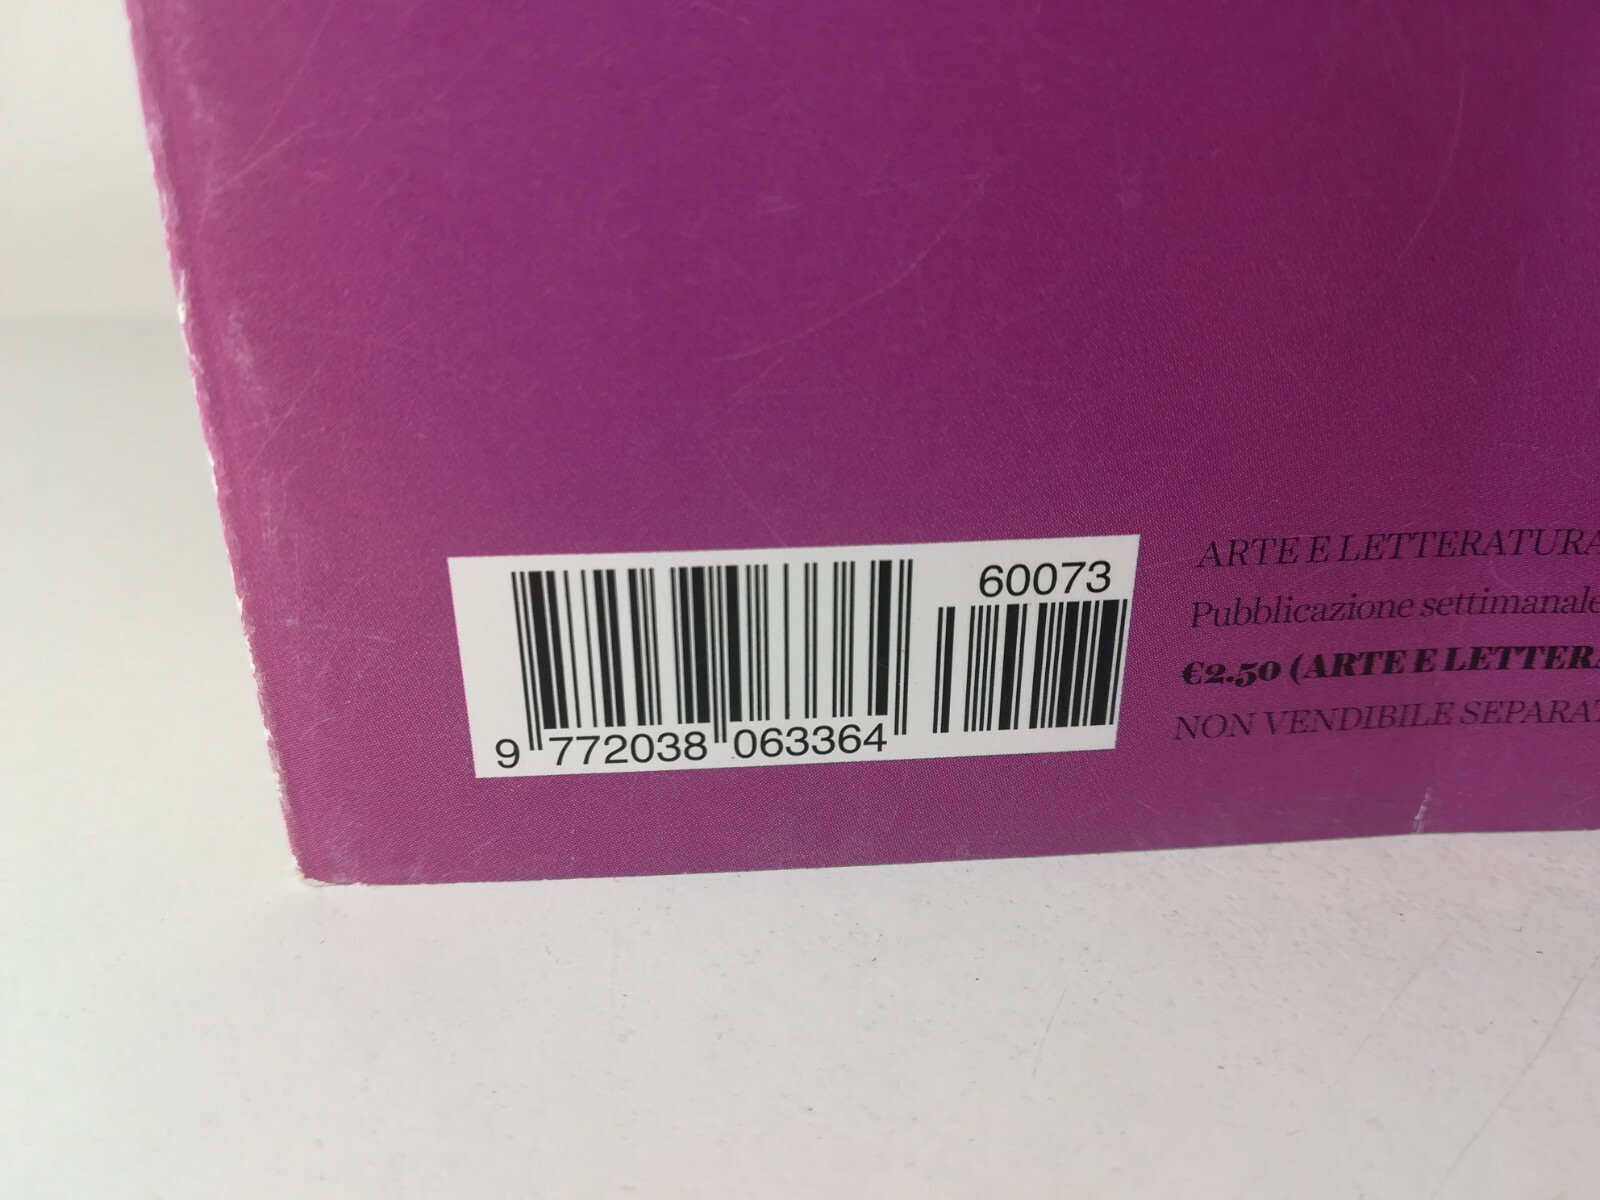 60073
9 772038 063364
ARTE E LETTERATURA
Pubblicazione settimanale
€2.50 (ARTE E
NON VENDIBILE